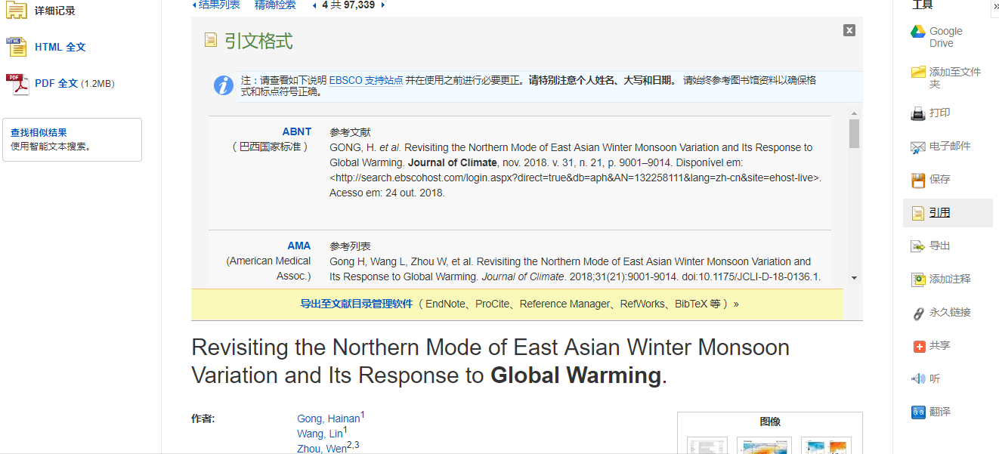 详细记录
HTML 全文
PDF 全文 (1.2MB)
查找相似结果
使用智能文本搜索。
结果列表 精确检索 4 共 97,339
引文格式
注：请查看如下说明 EBSCO 支持站点 并在使用之前进行必要更正。请特别注意个人姓名、大写和日期。 请始终参考图书馆资料以确保格
式和标点符号正确。
ABNT
（ 巴西国家标准 ）
参考文献
GONG, H. et al. Revisiting the Northern Mode of East Asian Winter Monsoon Variation and Its Response to
Global Warming. Journal of Climate, nov. 2018. v. 31, n. 21, p. 9001–9014. Disponível em:
<http://search.ebscohost.com/login.aspx?direct=true&db=aph&AN=132258111&lang=zh-cn&site=ehost-live>.
Acesso em: 24 out. 2018.
AMA
(American Medical
Assoc.)
参考列表
Gong H, Wang L, Zhou W, et al. Revisiting the Northern Mode of East Asian Winter Monsoon Variation and
Its Response to Global Warming. Journal of Climate. 2018;31(21):9001-9014. doi:10.1175/JCLI-D-18-0136.1.
导出至文献目录管理软件 （ EndNote、ProCite、Reference Manager、RefWorks、BibTeX 等 ） »
Revisiting the Northern Mode of East Asian Winter Monsoon
Variation and Its Response to Global Warming.
作者:
Gong, Hainan1
Wang, Lin1
Zhou, Wen2,3
图像
工具
»
Google
Drive
添加至文件
夹
打印
电子邮件
保存
引用
导出
添加注释
永久链接
共享
听
翻译